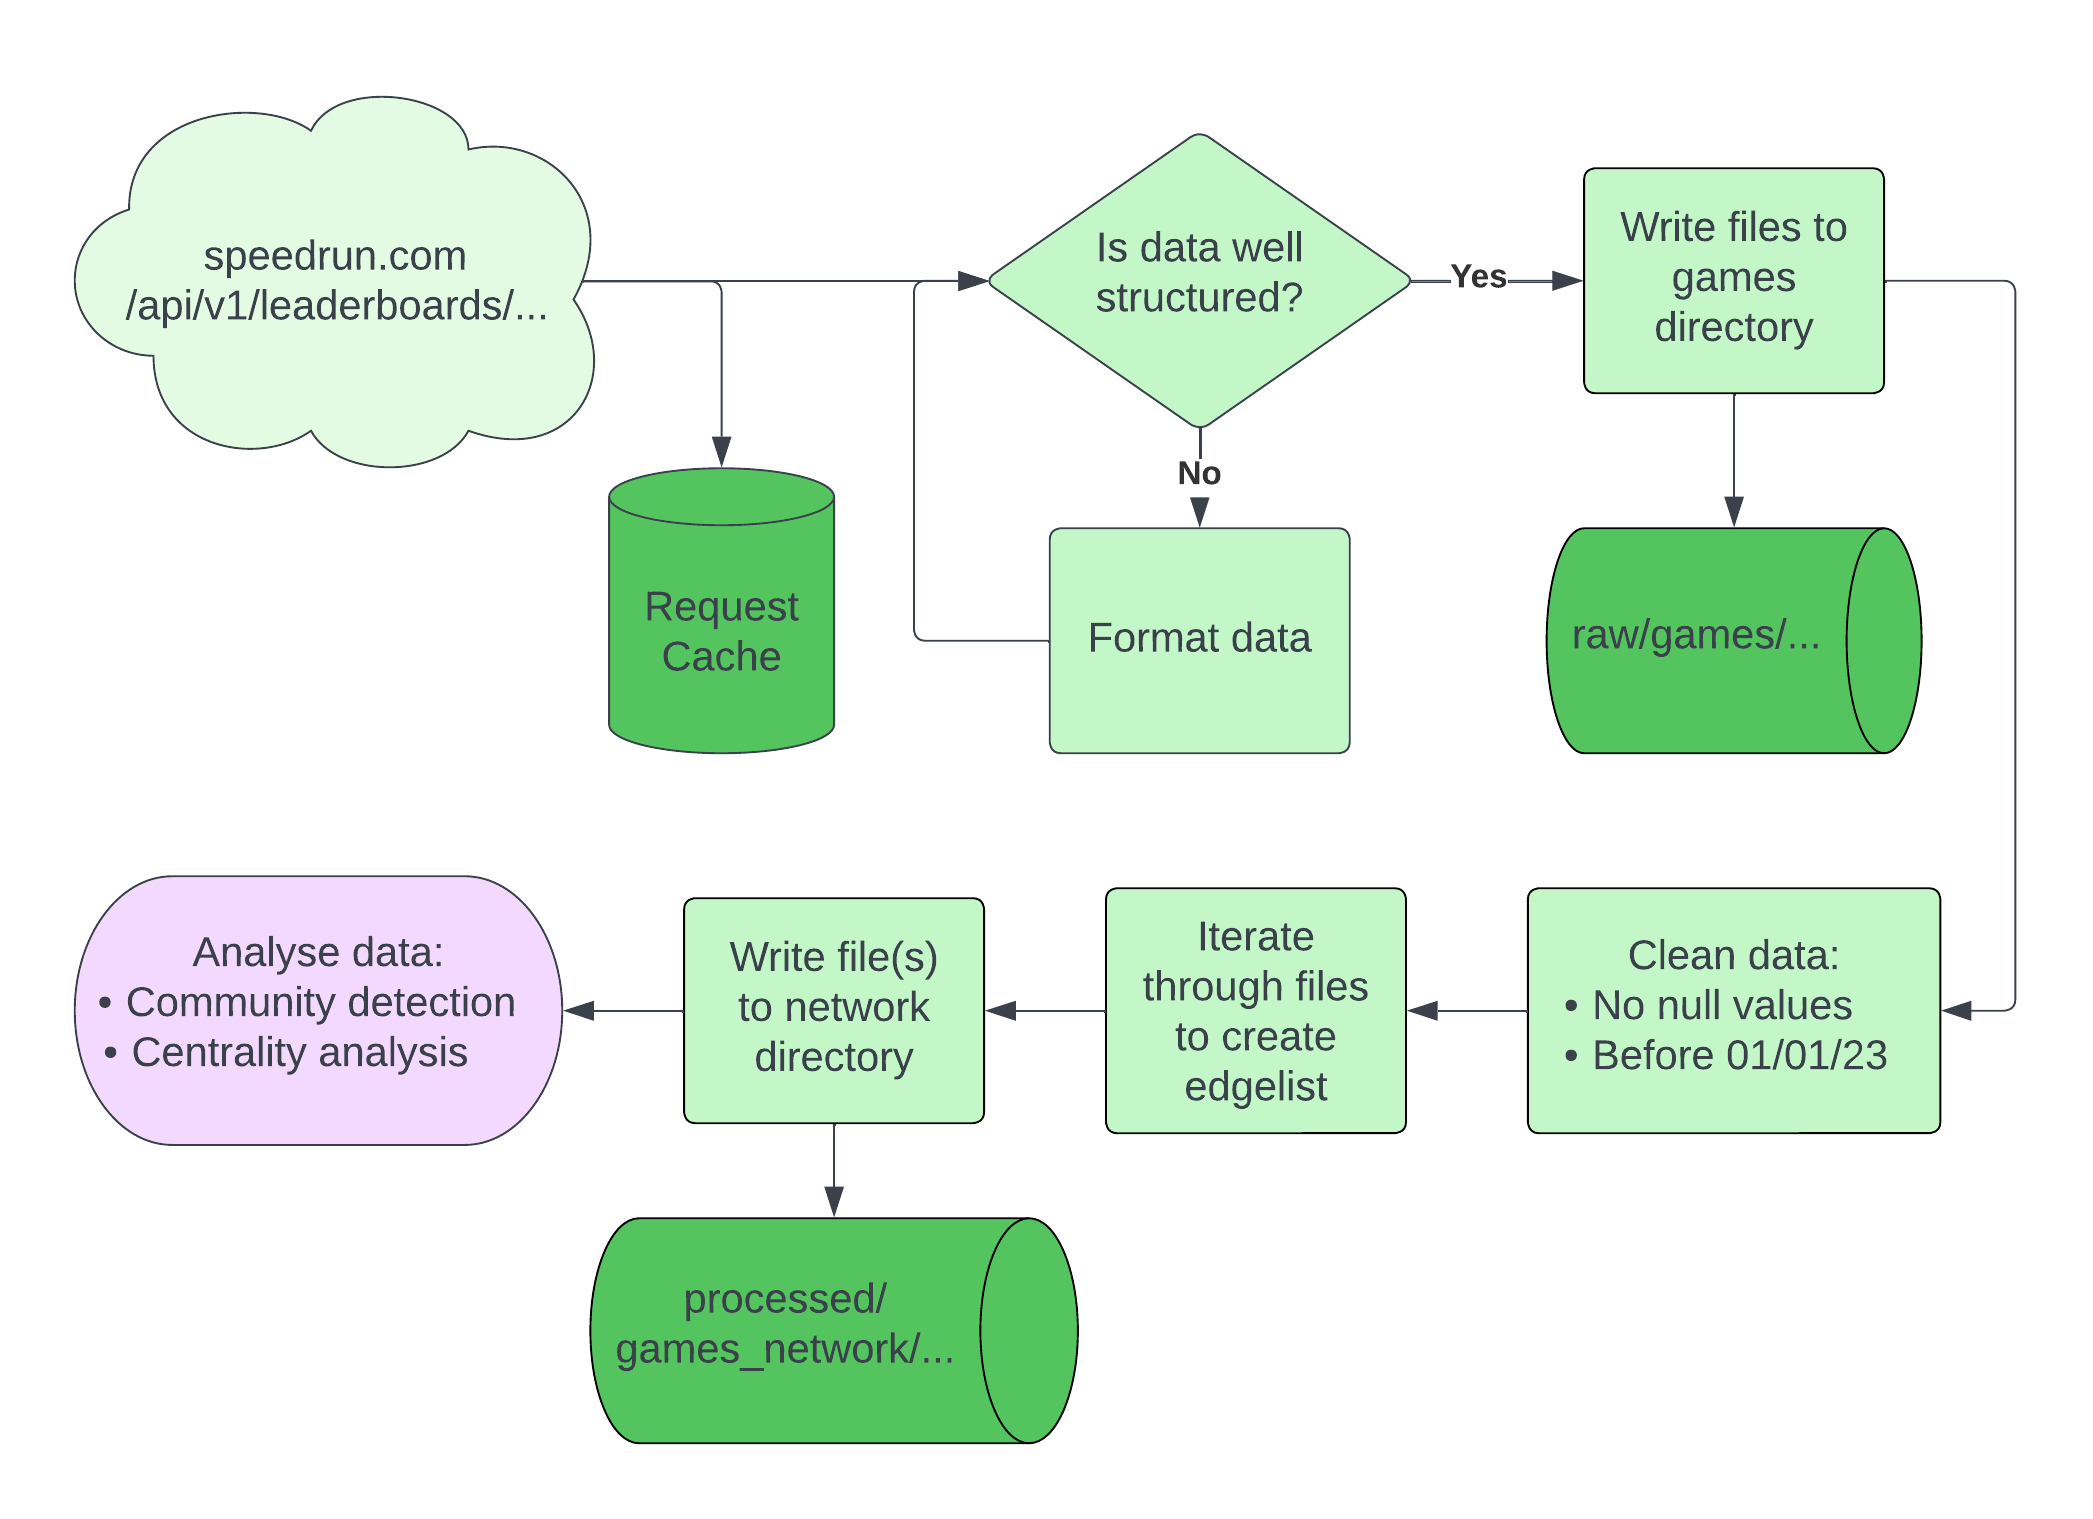 speedrun.com
/api/v1/leaderboards/...
Is data well
structured?
Yes
Write files to
games
directory
No
Request
Cache
Format data
raw/games/...
Analyse data:
• Community detection
• Centrality analysis
Write file(s)
to network
directory
Iterate
through files
to create
edgelist
Clean data:
• No null values
• Before 01/01/23
processed/
games_network/...